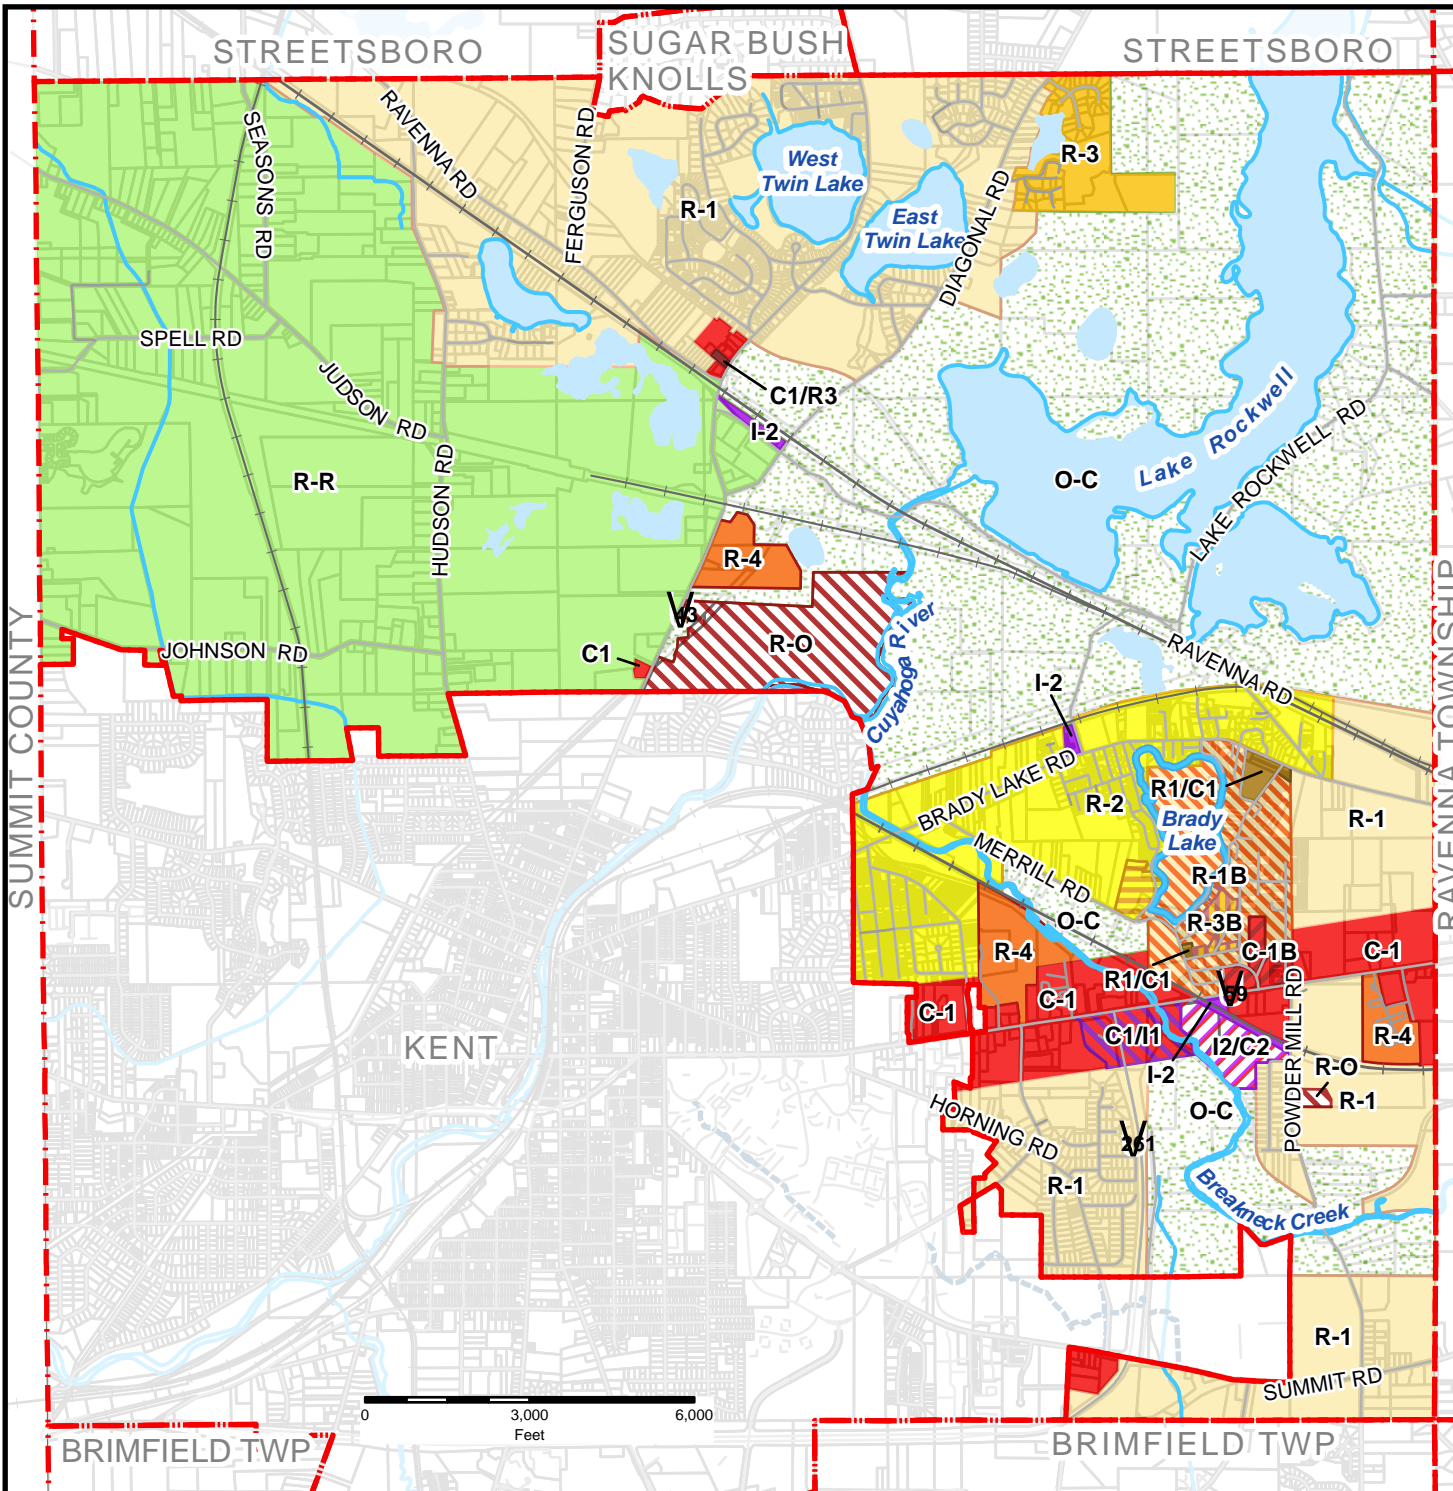 STREETSBORO
SUGAR BUSH
KNOLLS
STREETSBORO
RAVENNA RD
SEASONS RD
FERGUSON RD
West
Twin Lake
R-3
R-1
East
Twin Lake
DIAGONAL RD
SPELL RD
JUDSON RD
C1/R3
I-2
Lake Rockwell
LAKE ROCKWELL RD
O-C
R-R
HUDSON RD
R-4
43
R-O
Cuyahoga River
C1
JOHNSON RD
SUMMIT COUNTY
RAVENNA TOWNSHIP
RAVENNA RD
I-2
BRADY LAKE RD
R1/C1
R-2
Brady
Lake
R-1
MERRILL RD
R-1B
O-C
R-3B
R-4
C-1B
C-1
R1/C1
59
C-1
C-1
POWDER MILL RD
C1/I1
I2/C2
R-4
KENT
I-2
R-O
R-1
HORNING RD
O-C
261
R-1
Breakneck Creek
R-1
SUMMIT RD
0
3,000
6,000
Feet
BRIMFIELD TWP
BRIMFIELD TWP